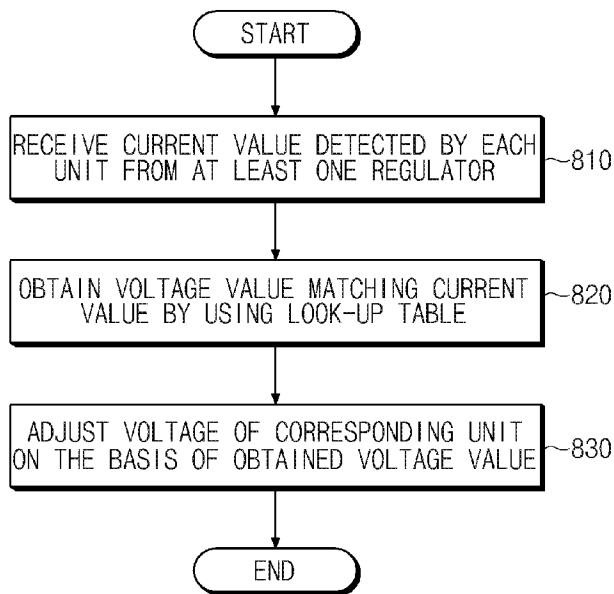 START
RECEIVE CURRENT VALUE DETECTED BY EACH
UNIT FROM AT LEAST ONE REGULATOR
810
OBTAIN VOLTAGE VALUE MATCHING CURRENT
VALUE BY USING LOOK-UP TABLE
820
ADJUST VOLTAGE OF CORRESPONDING UNIT
ON THE BASIS OF OBTAINED VOLTAGE VALUE
830
END